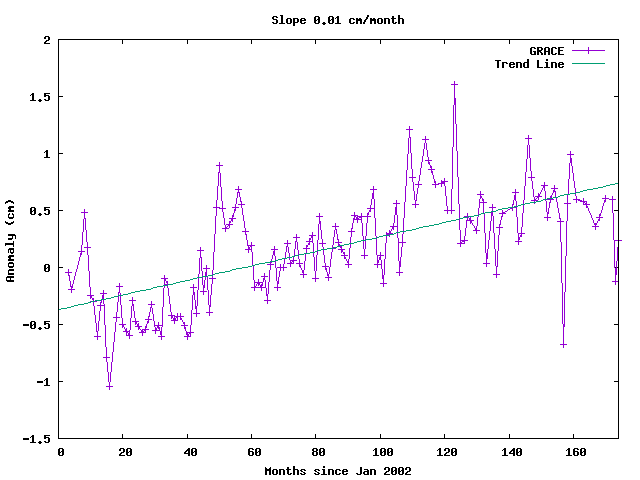 Slope 0.01 cm/month
GRACE
Trend Line
2
1.5
1
0.5
0
-0.5
-1
-1.5
Anomaly (cm)
0 20 40 60 80 100 120 140 160
Months since Jan 2002